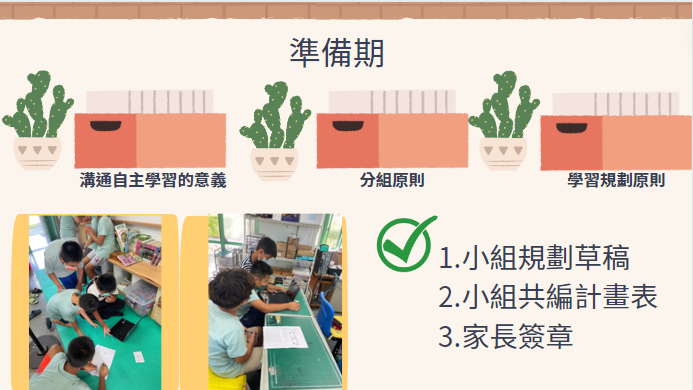 準備期
溝通自主學習的意義
分組原則
學習規劃原則
1.小組規劃草稿
2.小組共編計畫表
3.家長簽章